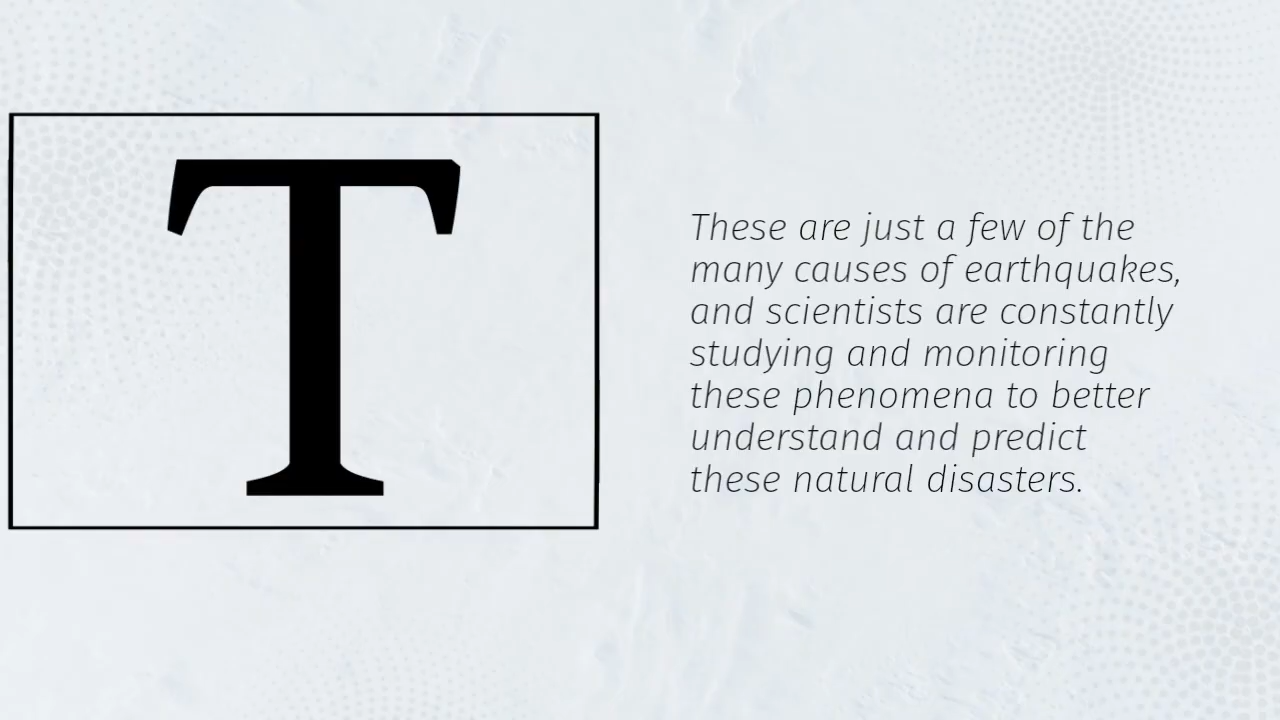 T
These are just a few of the
many causes of earthquakes,
and scientists are constantly
studying and monitoring
these phenomena to better
understand and predict
these natural disasters.